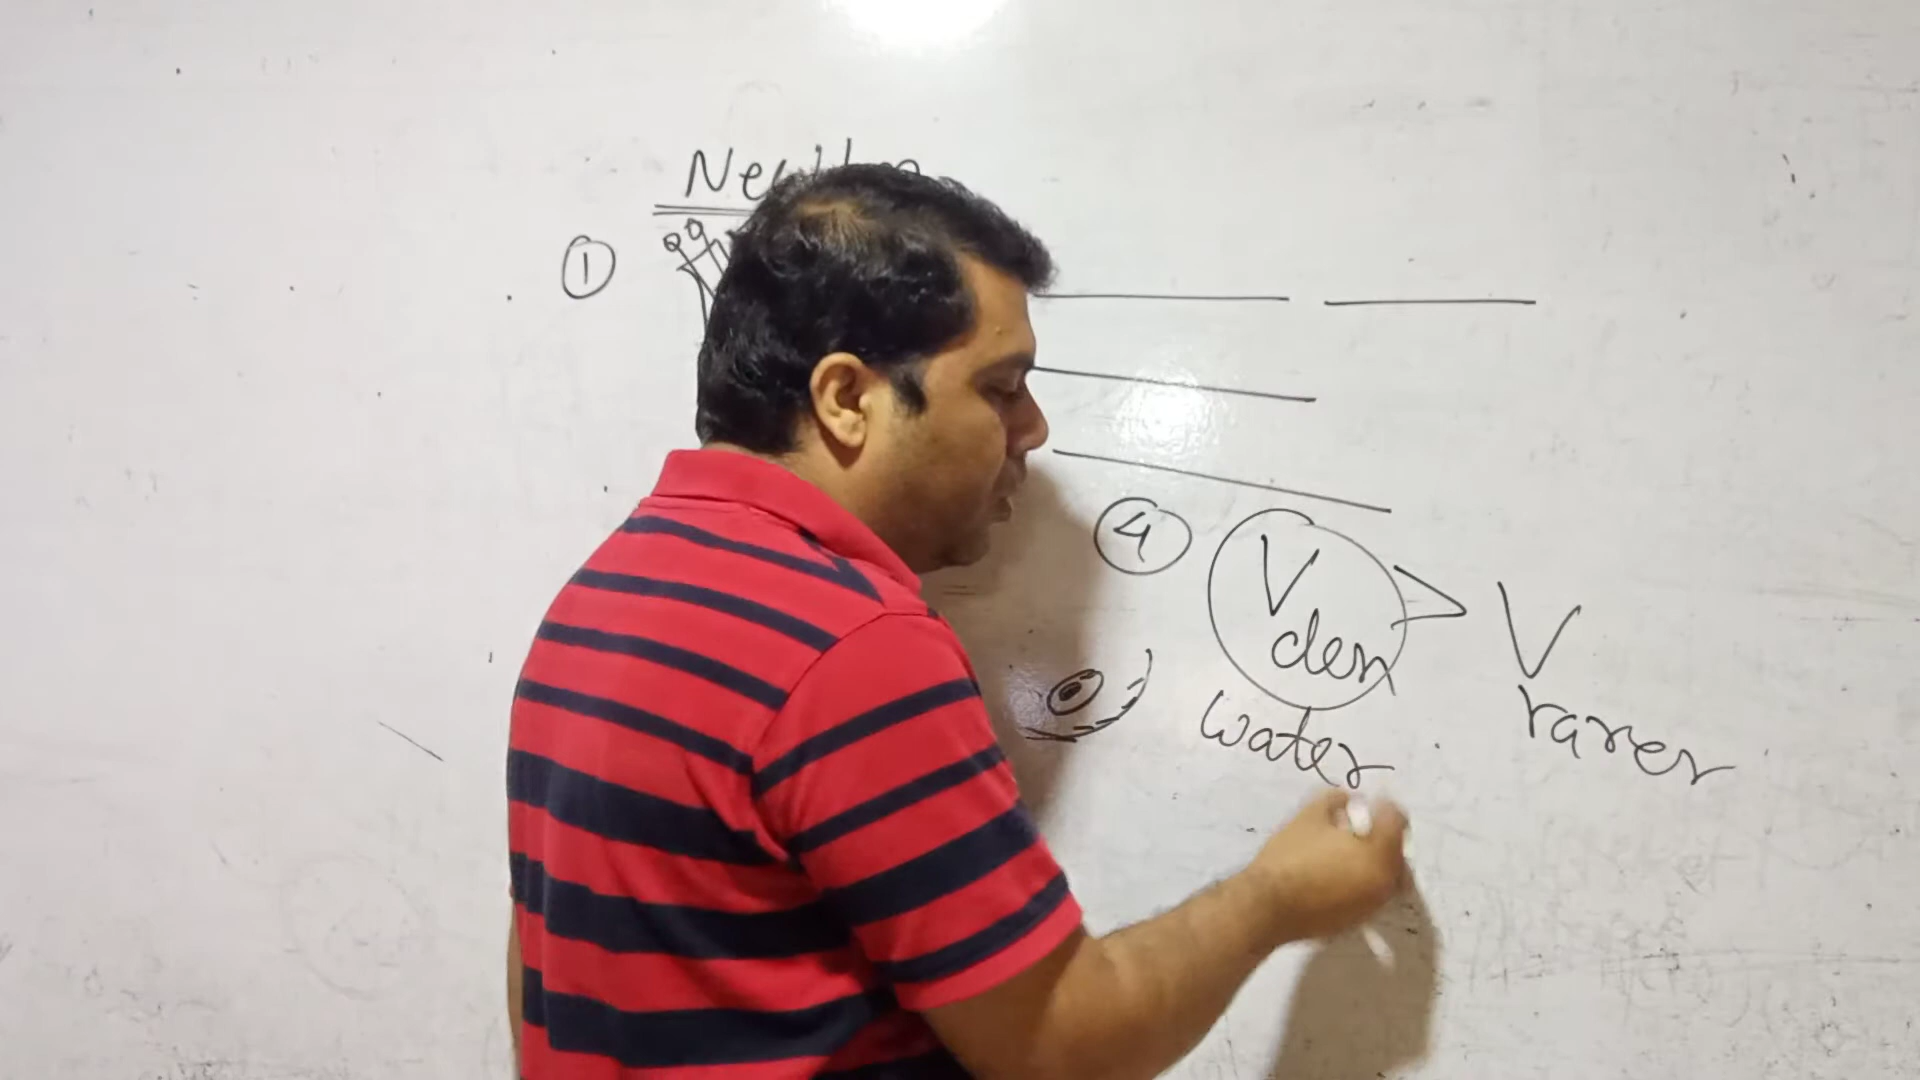 ①
④ V den > V rarer
water